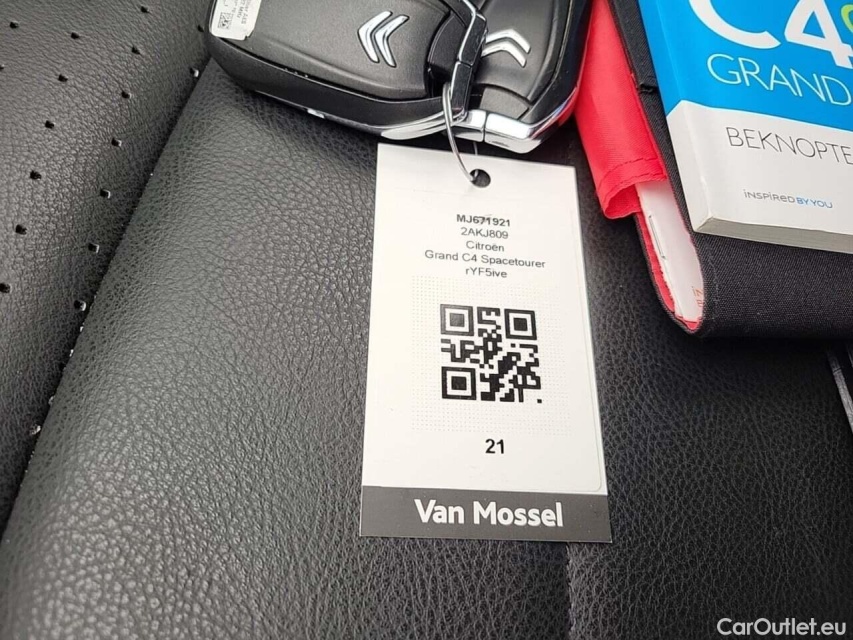 C4
GRAND
BEKNOPTE
INSPIRED BY YOU
MJ671921
2AKJ809
Citroën
Grand C4 Spacetourer
rYF5ive
21
Van Mossel
CarOutlet.eu